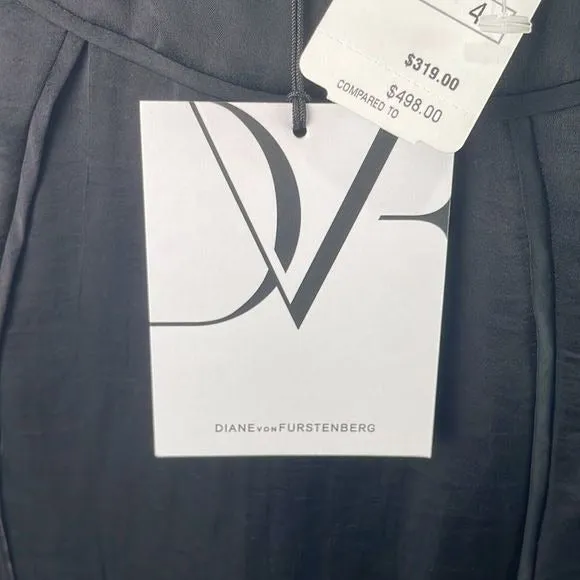 4
$319.00
$498.00
COMPARED TO
DVF
DIANE VON FURSTENBERG